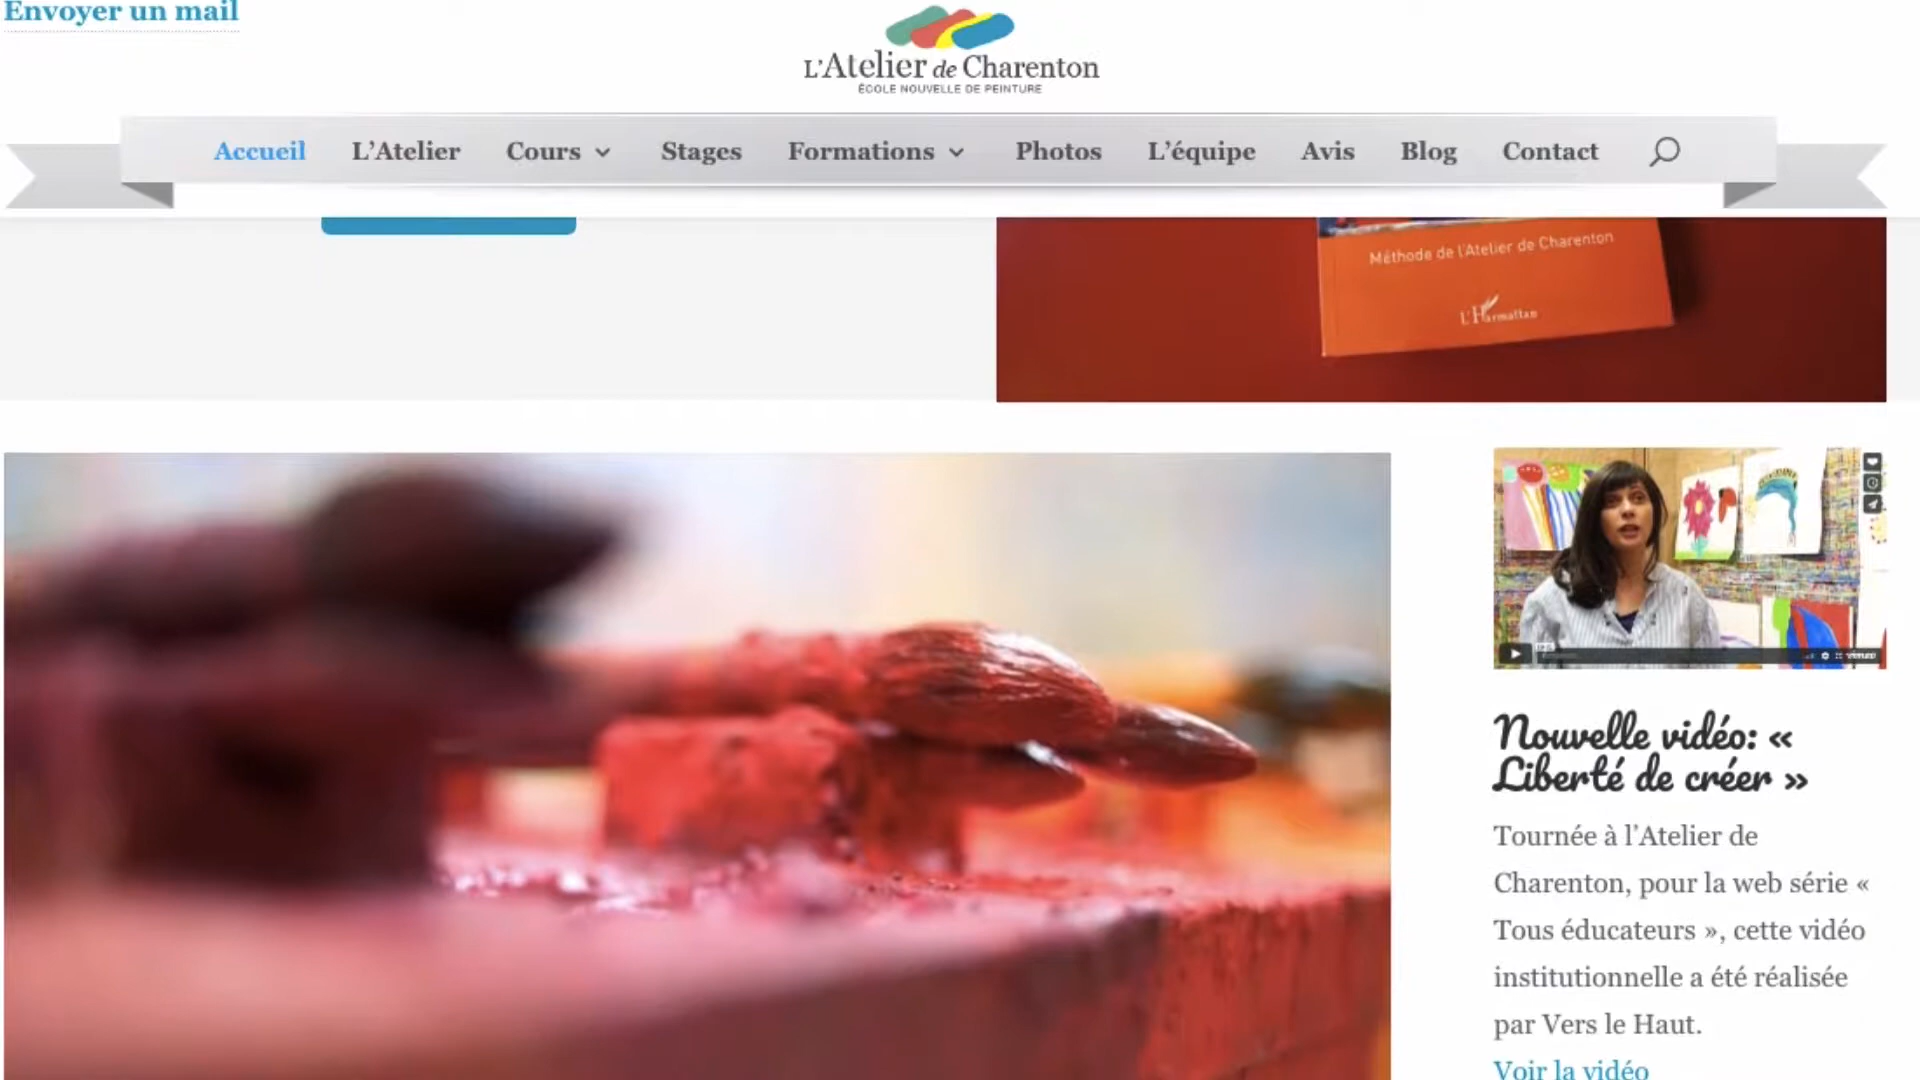 Envoyer un mail
L'Atelier de Charenton
ÉCOLE NOUVELLE DE PEINTURE
Accueil L’Atelier Cours Stages Formations Photos L’équipe Avis Blog Contact
Méthode de l'Atelier de Charenton
L'Harmattan
Nouvelle vidéo: «
Liberté de créer »
Tournée à l’Atelier de
Charenton, pour la web série «
Tous éducateurs », cette vidéo
institutionnelle a été réalisée
par Vers le Haut.
Voir la vidéo